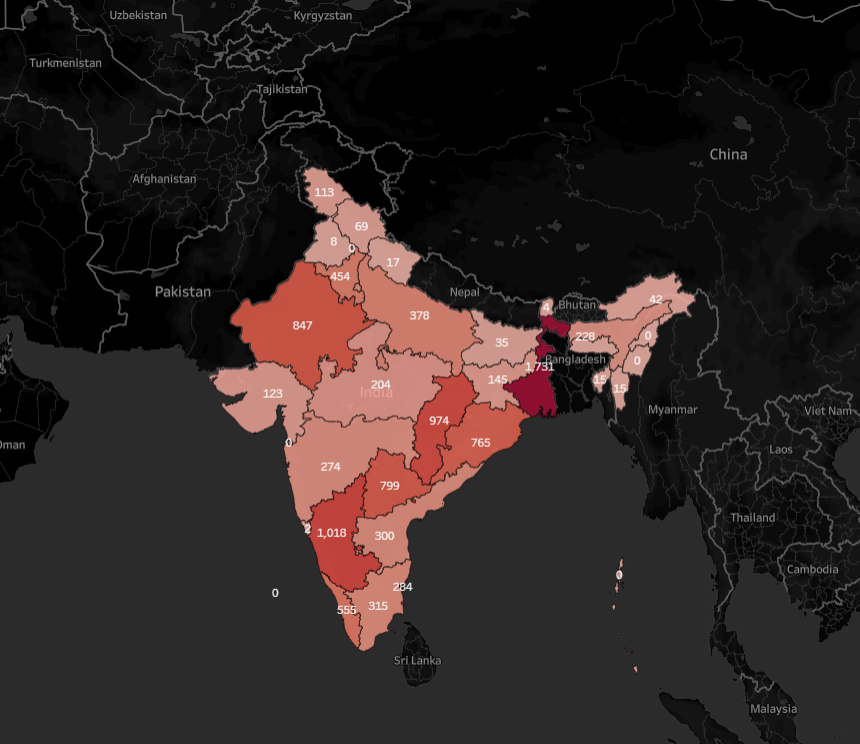 Uzbekistan
Kyrgyzstan
Turkmenistan
Tajikistan
China
Afghanistan
113
69
8
0
17
454
Pakistan
Nepal
42
4
Bhutan
847
378
228
0
35
Bangladesh
0
1,731
145
15
15
204
India
123
Myanmar
Viet Nam
974
0
765
Oman
Laos
274
799
Thailand
2
1,018
300
Cambodia
0
0
284
555
315
Sri Lanka
Malaysia